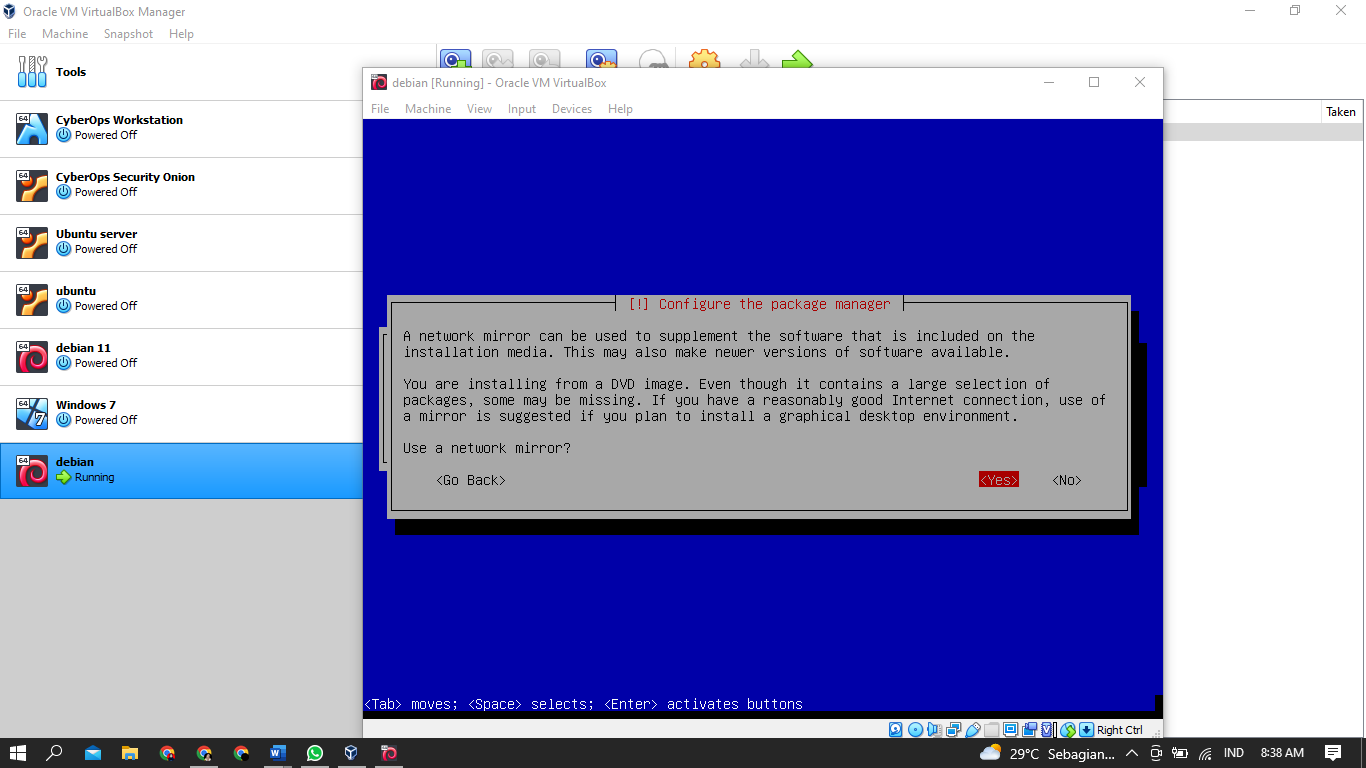 Oracle VM VirtualBox Manager
File Machine Snapshot Help
Tools
64 CyberOps Workstation
Powered Off
64 CyberOps Security Onion
Powered Off
64 Ubuntu server
Powered Off
64 ubuntu
Powered Off
64 debian 11
Powered Off
64 Windows 7
Powered Off
64 debian
Running
Taken
debian [Running] - Oracle VM VirtualBox
File Machine View Input Devices Help
[!] Configure the package manager
A network mirror can be used to supplement the software that is included on the
installation media. This may also make newer versions of software available.
You are installing from a DVD image. Even though it contains a large selection of
packages, some may be missing. If you have a reasonably good Internet connection, use of
a mirror is suggested if you plan to install a graphical desktop environment.
Use a network mirror?
<Go Back> <Yes> <No>
<Tab> moves; <Space> selects; <Enter> activates buttons
Right Ctrl
29°C Sebagian... IND 8:38 AM